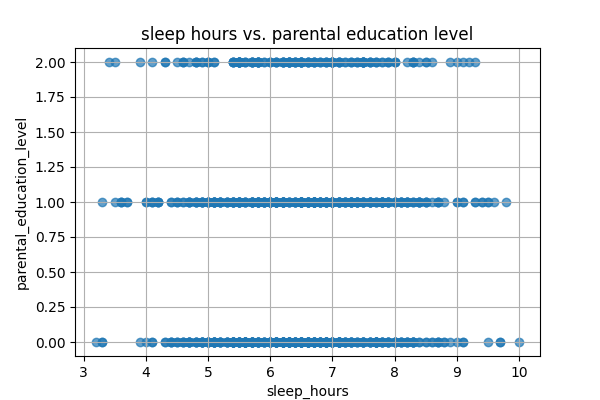 sleep hours vs. parental education level
2.00
1.75
1.50
1.25
1.00
0.75
0.50
0.25
0.00
parental_education_level
3 4 5 6 7 8 9 10
sleep_hours